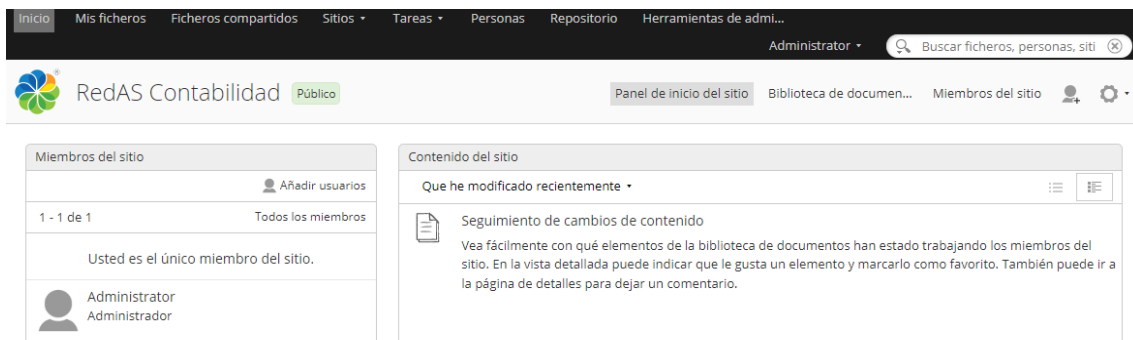 Inicio Mis ficheros Ficheros compartidos Sitios Tareas Personas Repositorio Herramientas de admi...
Administrator Buscar ficheros, personas, siti
RedAS Contabilidad Público Panel de inicio del sitio Biblioteca de documen... Miembros del sitio
Miembros del sitio
Añadir usuarios
1 - 1 de 1 Todos los miembros
Usted es el único miembro del sitio.
Administrator
Administrador
Contenido del sitio
Que he modificado recientemente
Seguimiento de cambios de contenido
Vea fácilmente con qué elementos de la biblioteca de documentos han estado trabajando los miembros del
sitio. En la vista detallada puede indicar que le gusta un elemento y marcarlo como favorito. También puede ir a
la página de detalles para dejar un comentario.